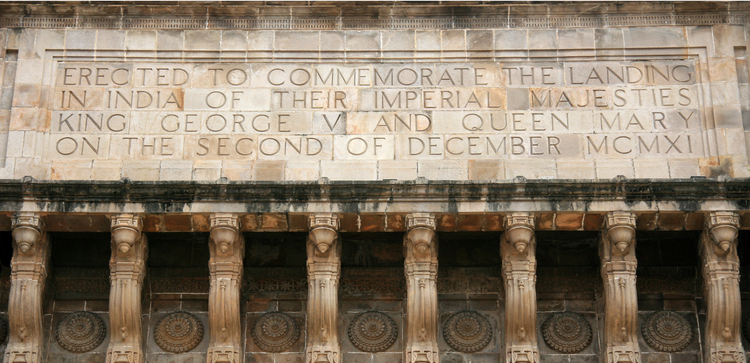 ERECTED TO COMMEMORATE THE LANDING
IN INDIA OF THEIR IMPERIAL MAJESTIES
KING GEORGE V AND QUEEN MARY
ON THE SECOND OF DECEMBER MCMXI